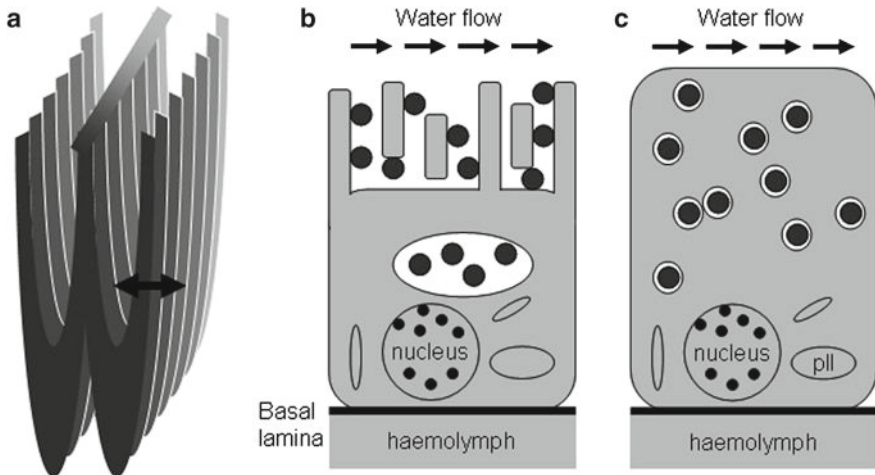 a
b
Water flow
nucleus
Basal
lamina
haemolymph
c
Water flow
nucleus
pll
haemolymph